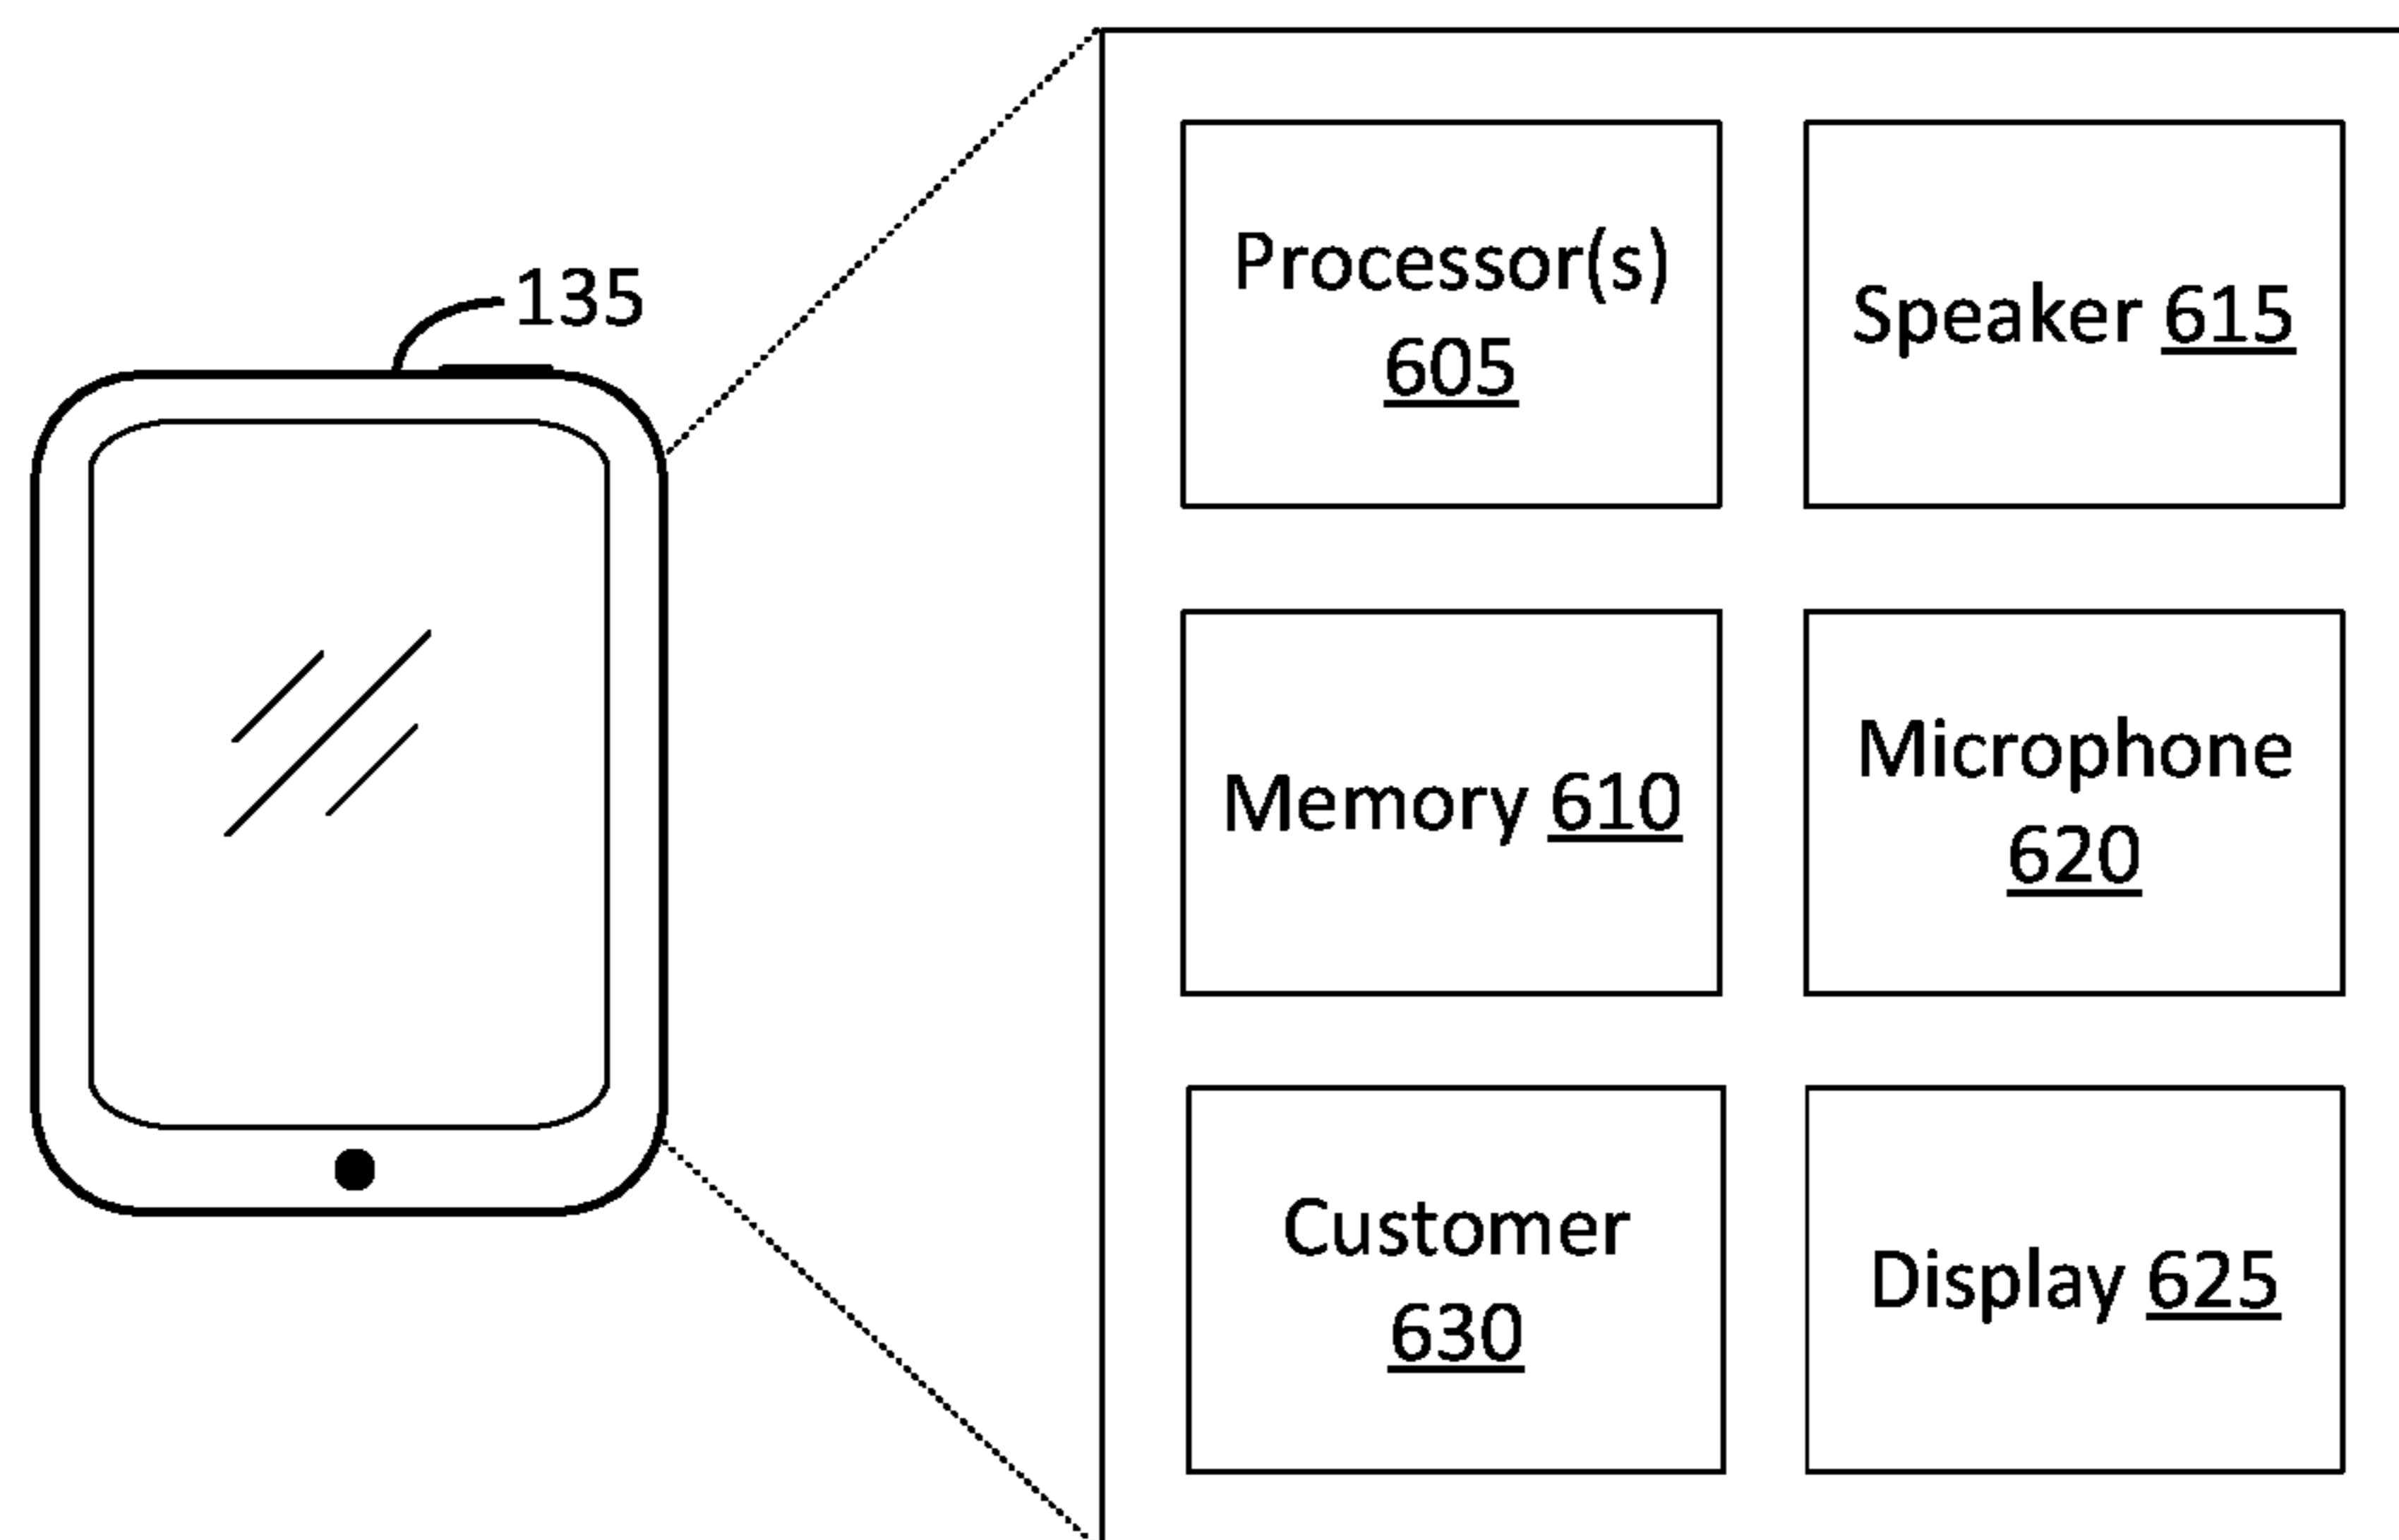 135
Processor(s)
605
Speaker 615
Memory 610
Microphone
620
Customer
630
Display 625